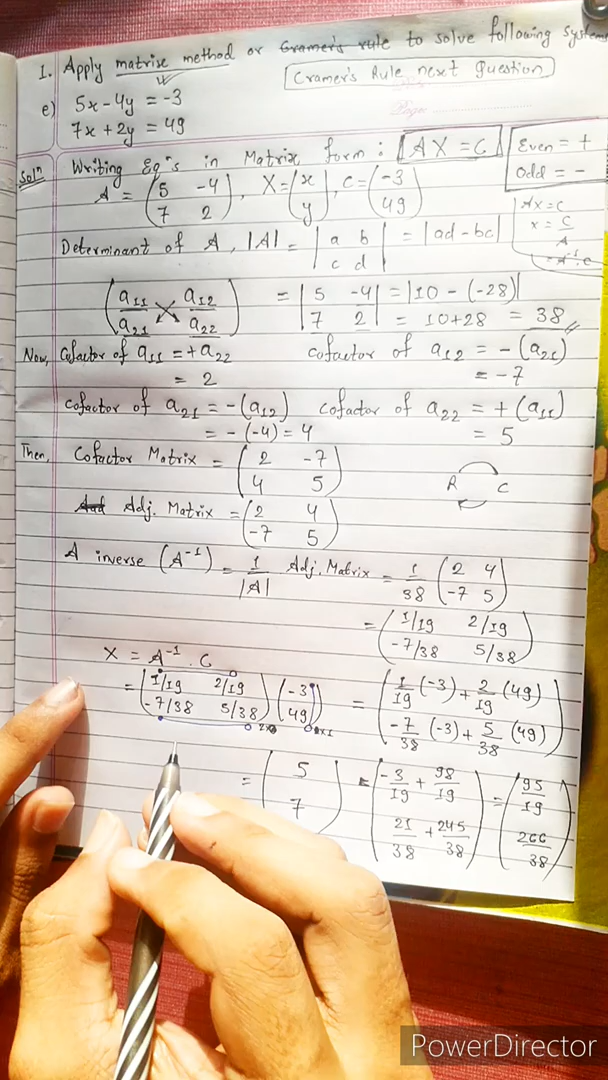 1. Apply matrix method or Cramer's rule to solve following system
Cramer's Rule next Question
e) 5x - 4y = -3
7x + 2y = 49
Page:
Sol^n Writing Eq^ns in Matrix form : AX = C
Even = +
Odd = -
A = (5 -4; 7 2), X = (x; y), C = (-3; 49)
AX = C
x = C/A
= A^-1.C
Determinant of A, |A| = |a b; c d| = |ad - bc|
(a11 a12; a21 a22) = |5 -4; 7 2| = |10 - (-28)|
= 10 + 28 = 38
Now, Cofactor of a11 = + a22 cofactor of a12 = - (a21)
= 2 = -7
cofactor of a21 = -(a12) cofactor of a22 = + (a11)
= -(-4) = 4 = 5
Then, Cofactor Matrix = (2 -7; 4 5) R C
Adj. Matrix = (2 4; -7 5)
A inverse (A^-1) = 1/|A| Adj. Matrix = 1/38 (2 4; -7 5)
= (1/19 2/19; -7/38 5/38)
X = A^-1 . C
= (1/19 2/19; -7/38 5/38) (-3; 49) = (1/19 (-3) + 2/19 (49); -7/38 (-3) + 5/38 (49))
= (5; 7) = (-3/19 + 98/19; 21/38 + 245/38) = (95/19; 266/38)
PowerDirector